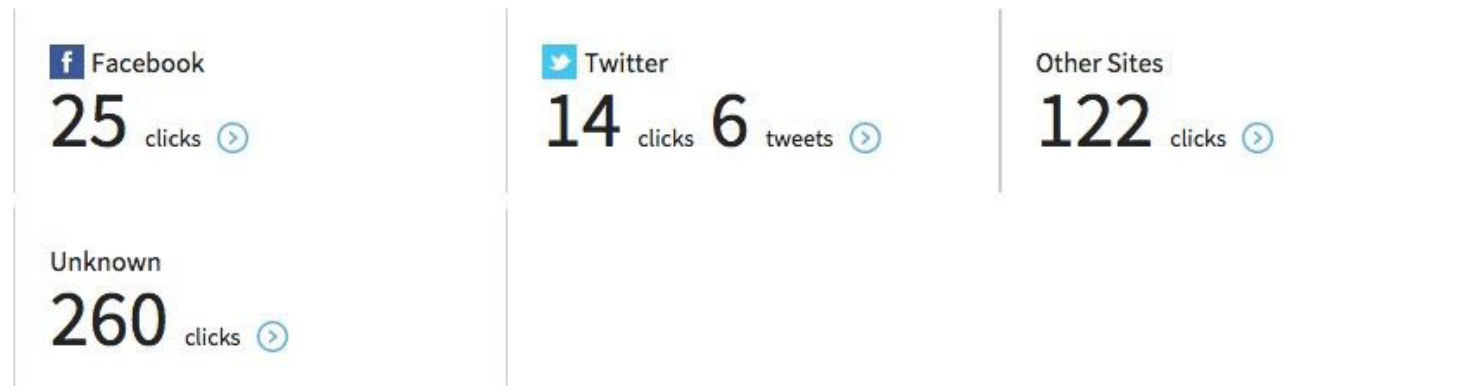 Facebook
25 clicks
Twitter
14 clicks 6 tweets
Other Sites
122 clicks
Unknown
260 clicks